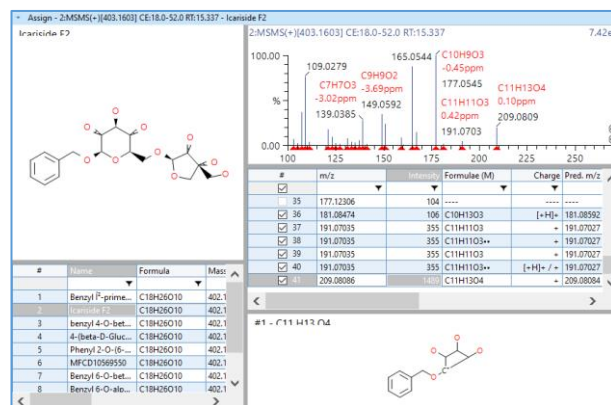 Assign - 2:MSMS(+)[403.1603] CE:18.0-52.0 RT:15.337 - Icariside F2
Icariside F2
O
2:MSMS(+)[403.1603] CE:18.0-52.0 RT:15.337
7.42e
100.00
%
0.00
109.0279
C7H7O3
-3.02ppm
139.0385
C9H9O2
-3.69ppm
149.0592
165.0544
C10H9O3
-0.45ppm
177.0545
C11H11O3
0.42ppm
191.0703
C11H13O4
0.10ppm
209.0809
100 125 150 175 200 225 250
# m/z Intensity Formulae (M) Charge Pred. m/z
35 177.12306 104 ---- ---- ----
36 181.08474 106 C10H13O3 [+H]+ 181.08592
37 191.07035 355 C11H11O3 + 191.07027
38 191.07035 355 C11H11O3•• + 191.07027
39 191.07035 355 C11H11O3 + 191.07027
40 191.07035 355 C11H11O3•• [+H]+ / + 191.07027
41 209.08086 1489 C11H13O4 + 209.08084
# Name Formula Mass
1 Benzyl β-prime... C18H26O10 402.1
2 Icariside F2 C18H26O10 402.1
3 benzyl 4-O-bet... C18H26O10 402.1
4 4-(beta-D-Gluc... C18H26O10 402.1
5 Phenyl 2-O-(6-... C18H26O10 402.1
6 MFCD10569550 C18H26O10 402.1
7 Benzyl 6-O-bet... C18H26O10 402.1
8 Benzyl 6-O-alp... C18H26O10 402.1
#1 - C11 H13 O4